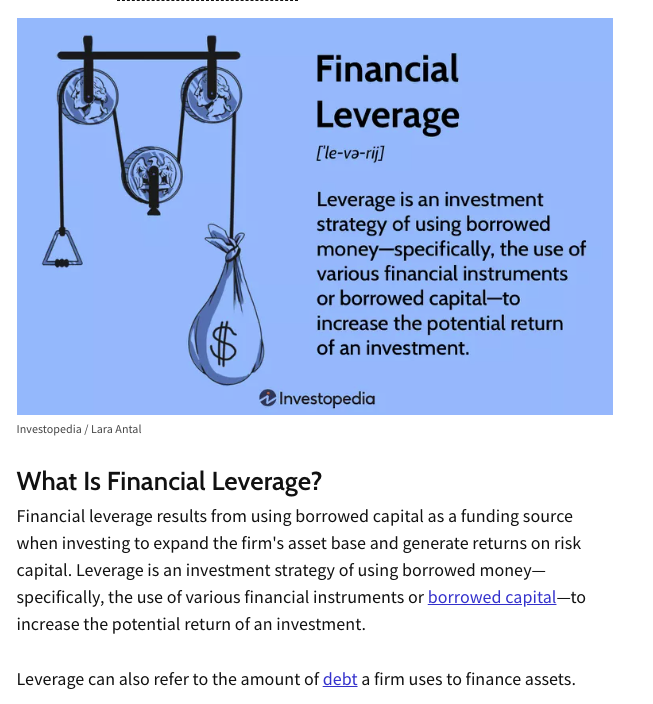 Financial
Leverage
['le-və-rij]
Leverage is an investment
strategy of using borrowed
money—specifically, the use of
various financial instruments
or borrowed capital—to
increase the potential return
of an investment.
$
Investopedia
Investopedia / Lara Antal
What Is Financial Leverage?
Financial leverage results from using borrowed capital as a funding source
when investing to expand the firm's asset base and generate returns on risk
capital. Leverage is an investment strategy of using borrowed money—
specifically, the use of various financial instruments or borrowed capital—to
increase the potential return of an investment.
Leverage can also refer to the amount of debt a firm uses to finance assets.